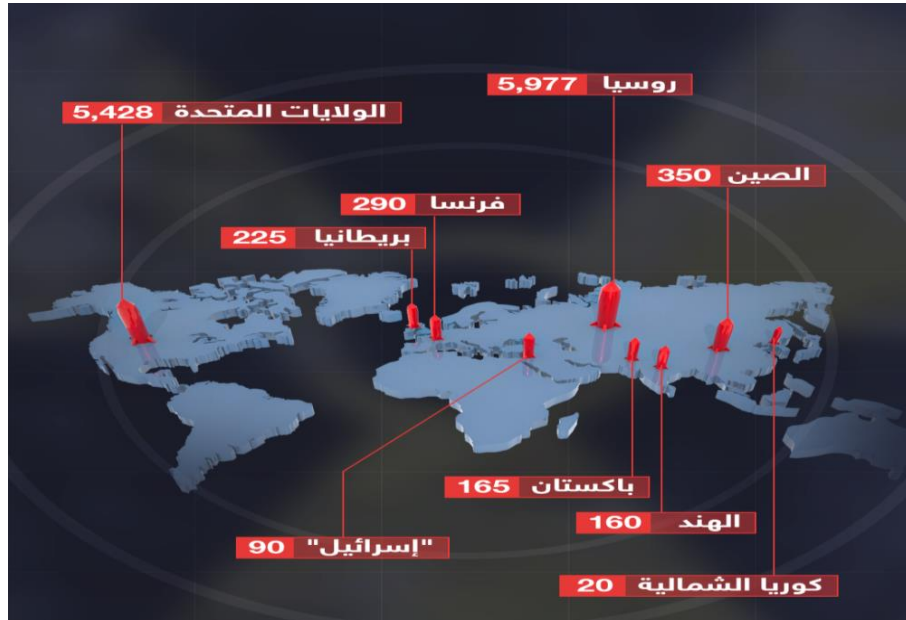 روسيا 5,977
الولايات المتحدة 5,428
الصين 350
فرنسا 290
بريطانيا 225
باكستان 165
الهند 160
"إسرائيل" 90
كوريا الشمالية 20